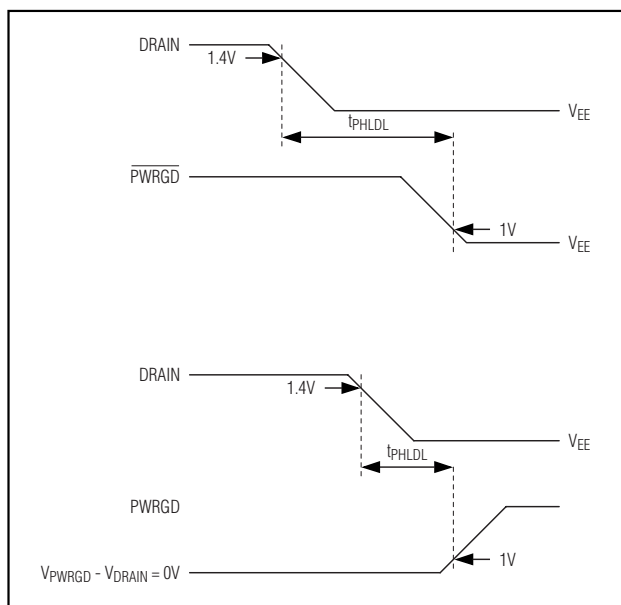 DRAIN
1.4V
VEE
tPHLDL
PWRGD
1V
VEE
DRAIN
1.4V
VEE
tPHLDL
PWRGD
1V
VPWRGD - VDRAIN = 0V